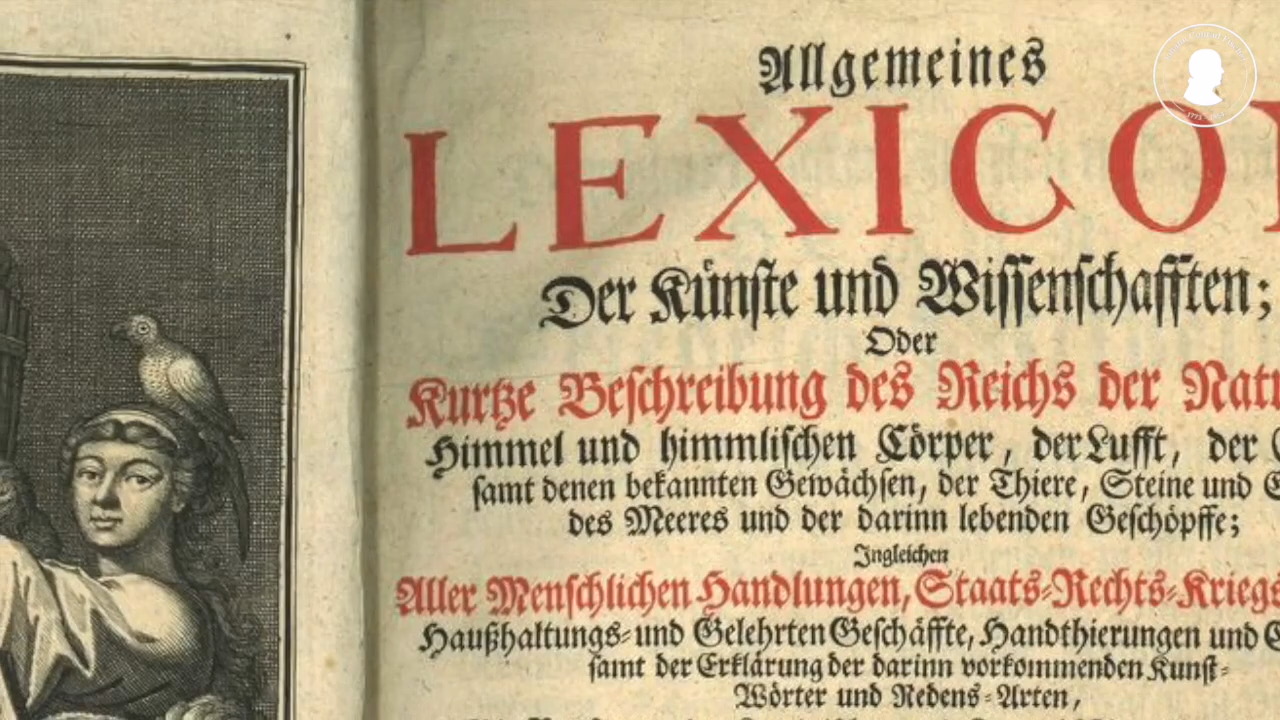 Allgemeines
LEXICO
Der Künste und Wissenschafften;
Oder
Kurtze Beschreibung des Reichs der Nat
Himmel und himmlischen Cörper, der Lufft, der
samt denen bekannten Gewächsen, der Thiere, Steine und
des Meeres und der darinn lebenden Geschöpffe;
Ingleichen
Aller Menschlichen Handlungen, Staats-Rechts-Kriegs
Haußhaltungs-und Gelehrten Geschäffte, Handthierungen und
samt der Erklärung der darinn vorkommenden Kunst-
Wörter und Redens-Arten,